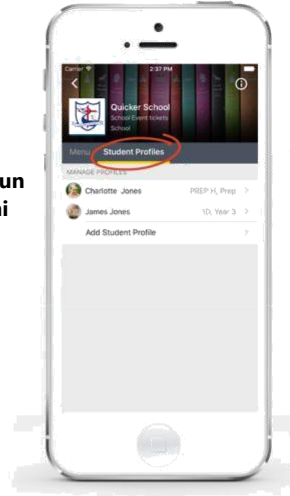 un
ni
Carrier 2:37 PM
Quicker School
School Event tickets
School
Menu Student Profiles
MANAGE PROFILES
Charlotte Jones PREP H, Prep
James Jones 1D, Year 3
Add Student Profile